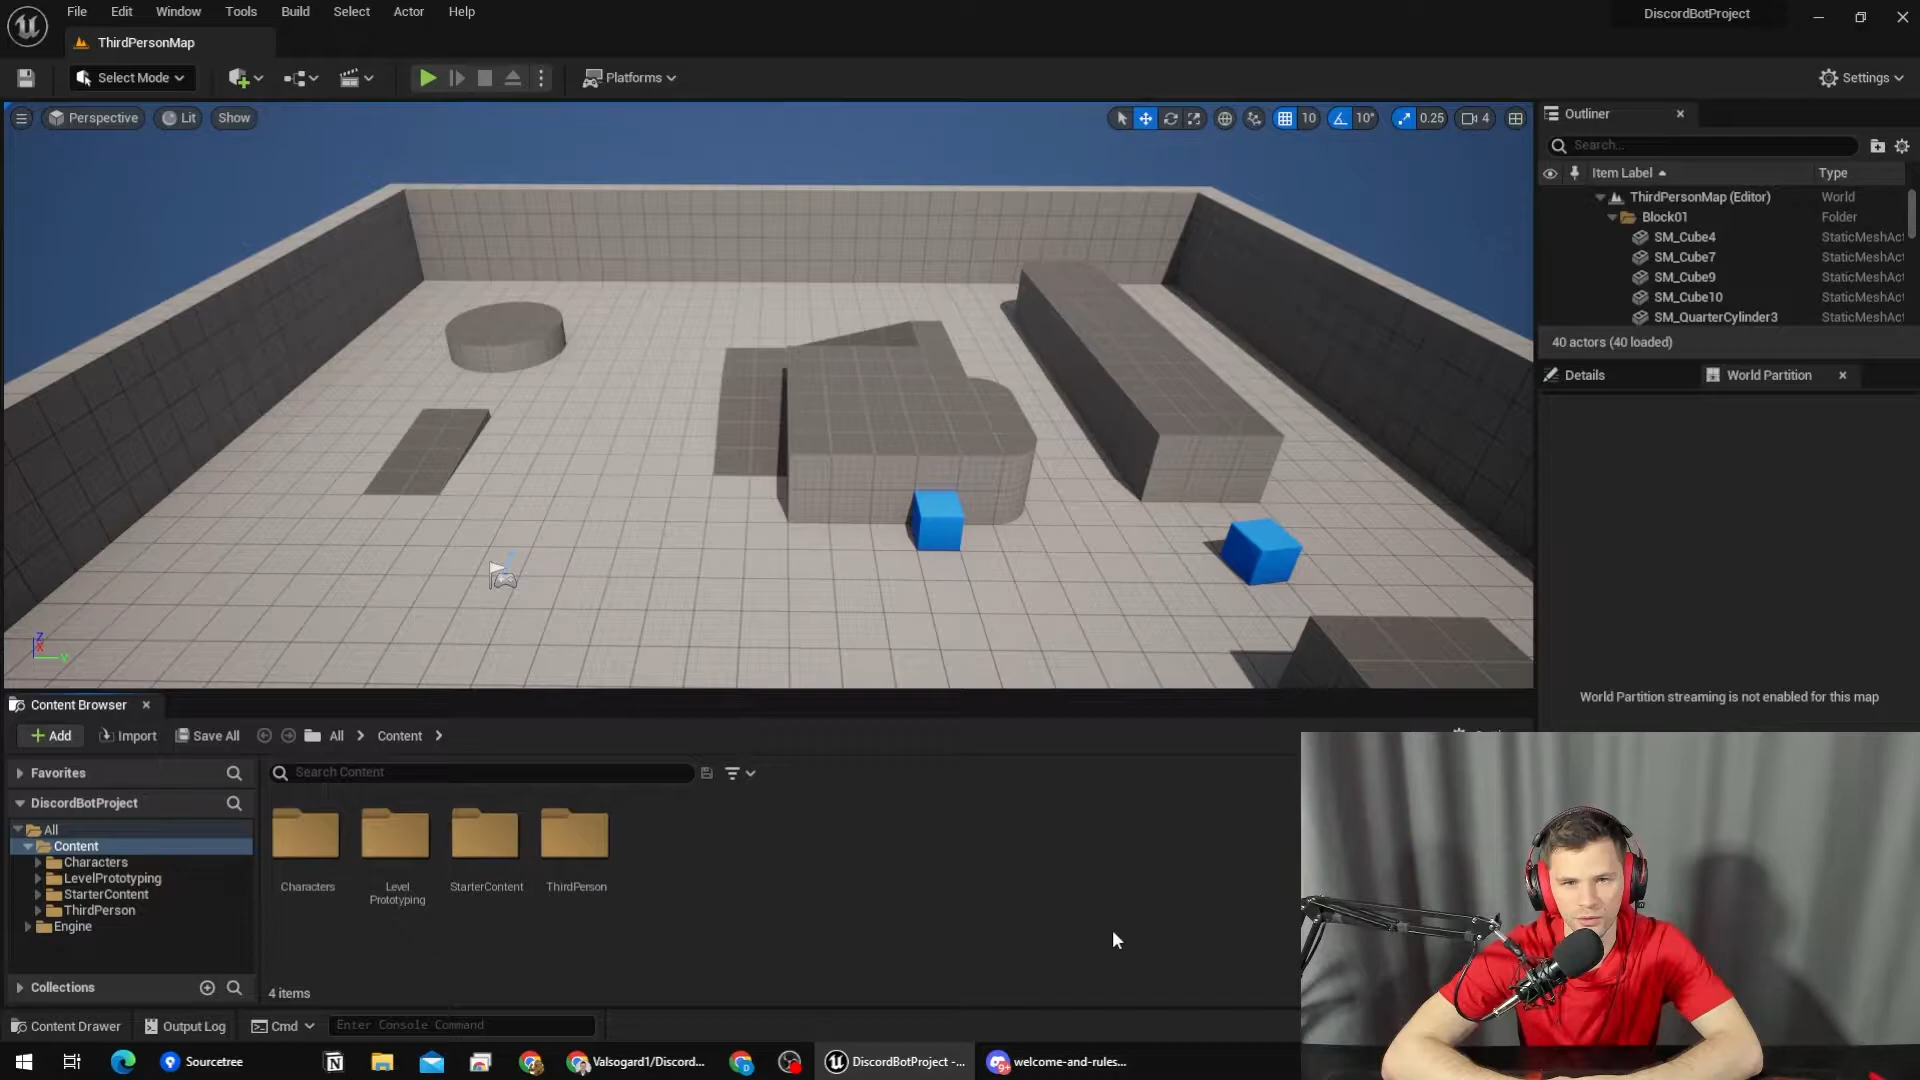 File Edit Window Tools Build Select Actor Help
DiscordBotProject
ThirdPersonMap
Select Mode
Platforms
Settings
Perspective
Lit
Show
10
10°
0.25
4
Outliner
Search...
Item Label
Type
ThirdPersonMap (Editor) World
Block01 Folder
SM_Cube4 StaticMeshAct
SM_Cube7 StaticMeshAct
SM_Cube9 StaticMeshAct
SM_Cube10 StaticMeshAct
SM_QuarterCylinder3 StaticMeshAct
40 actors (40 loaded)
Details
World Partition
World Partition streaming is not enabled for this map
Z
X
Y
Content Browser
Add
Import
Save All
All
Content
Favorites
Search Content
DiscordBotProject
All
Content
Characters
LevelPrototyping
StarterContent
ThirdPerson
Engine
Characters
Level
Prototyping
StarterContent
ThirdPerson
Collections
4 items
Content Drawer
Output Log
Cmd
Enter Console Command
Sourcetree
Valsogard1/Discord...
D
DiscordBotProject -...
9+
welcome-and-rules...